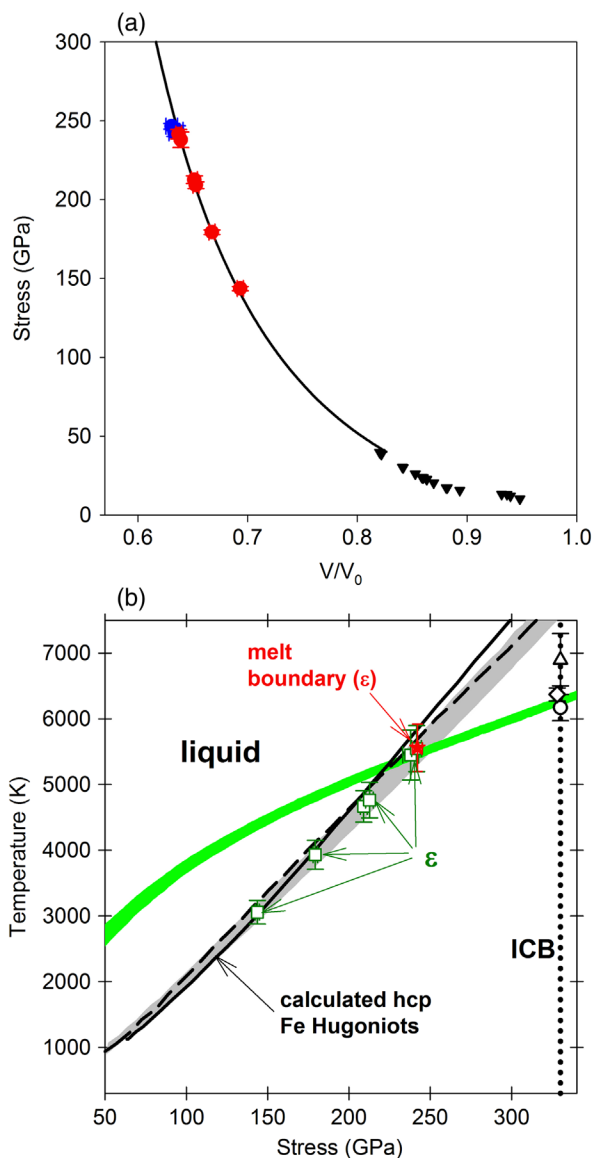 (a)
300
250
200
150
100
50
0
Stress (GPa)
0.6 0.7 0.8 0.9 1.0
V/V0
(b)
7000
6000
5000
4000
3000
2000
1000
Temperature (K)
melt
boundary (ε)
liquid
ε
ICB
calculated hcp
Fe Hugoniots
50 100 150 200 250 300
Stress (GPa)